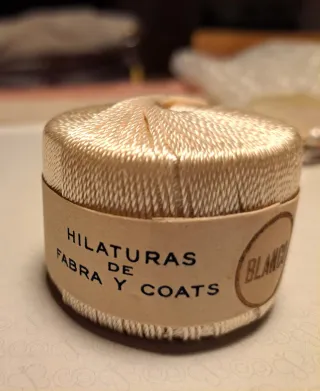 HILATURAS
DE
FABRA Y COATS
BLANCO